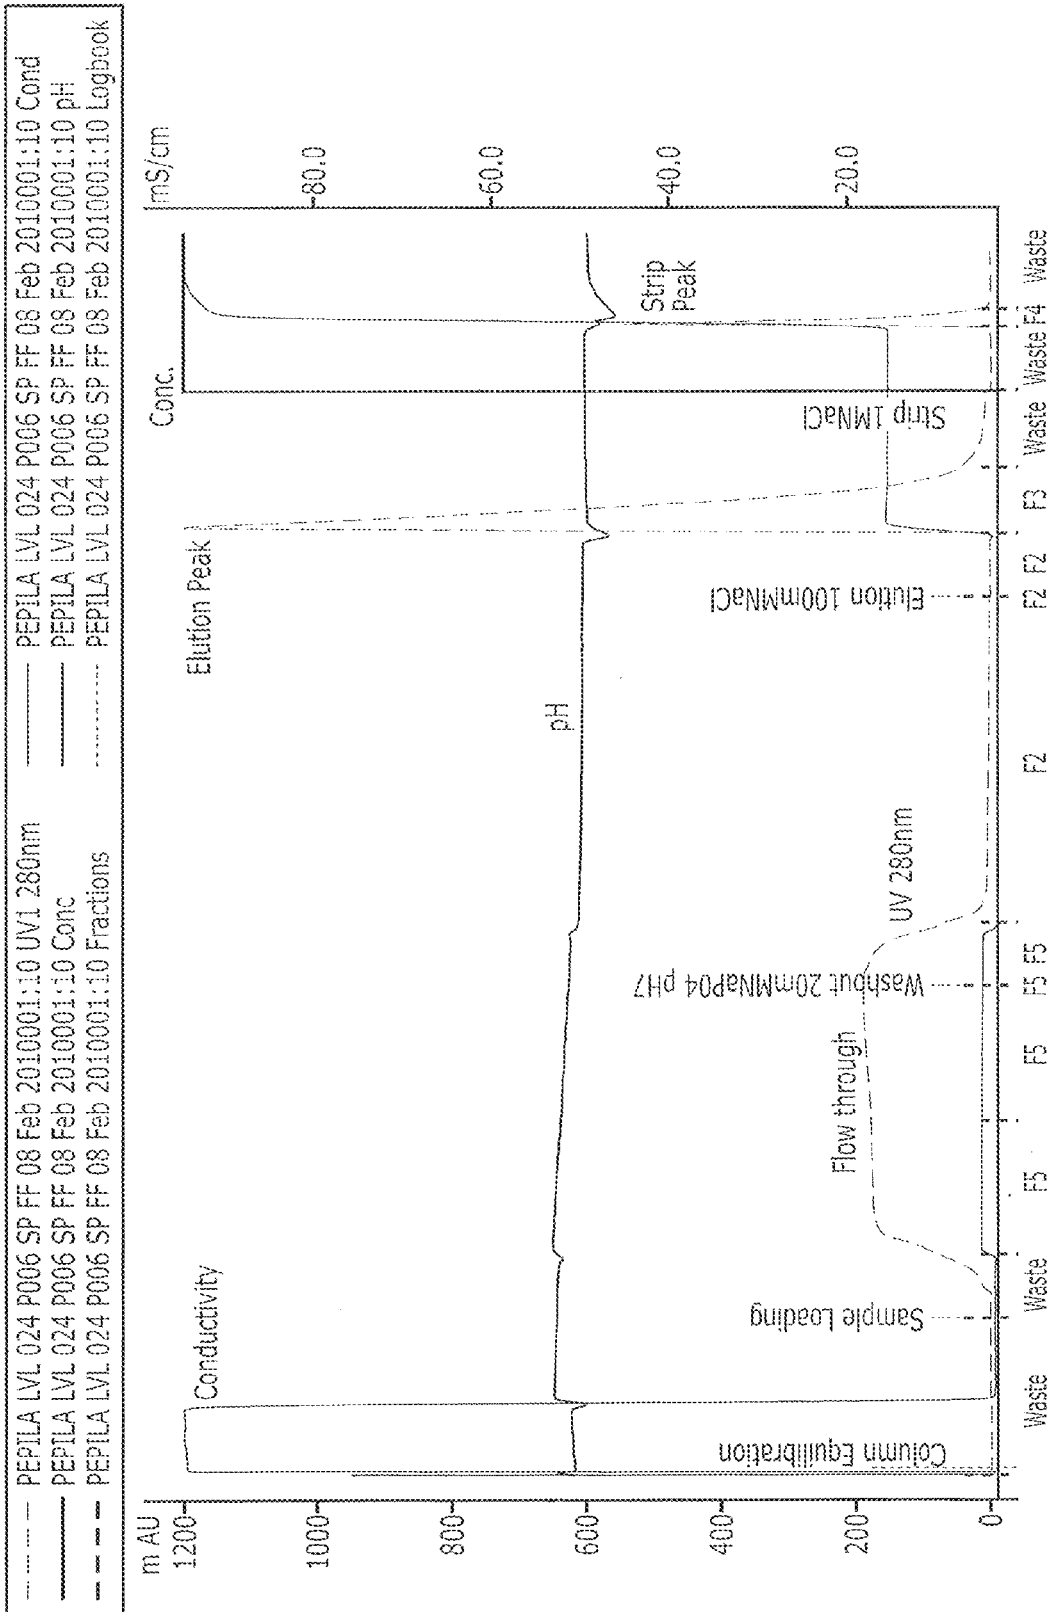 PEPILA LVL 024 P006 SP FF 08 Feb 2010001:10 UV1 280nm
PEPILA LVL 024 P006 SP FF 08 Feb 2010001:10 Cond
PEPILA LVL 024 P006 SP FF 08 Feb 2010001:10 Conc
PEPILA LVL 024 P006 SP FF 08 Feb 2010001:10 pH
PEPILA LVL 024 P006 SP FF 08 Feb 2010001:10 Fractions
PEPILA LVL 024 P006 SP FF 08 Feb 2010001:10 Logbook
m AU
1200
1000
800
600
400
200
0
mS/cm
80.0
60.0
40.0
20.0
Conductivity
Elution Peak
Conc.
pH
Strip
Peak
Flow through
UV 280nm
Column Equilibration
Sample Loading
Washout 20mMNaPO4 pH7
Elution 100mMNaCl
Strip 1MNaCl
Waste
Waste
F5
F5
F5
F5
F2
F2
F2
F3
Waste
Waste
F4
Waste